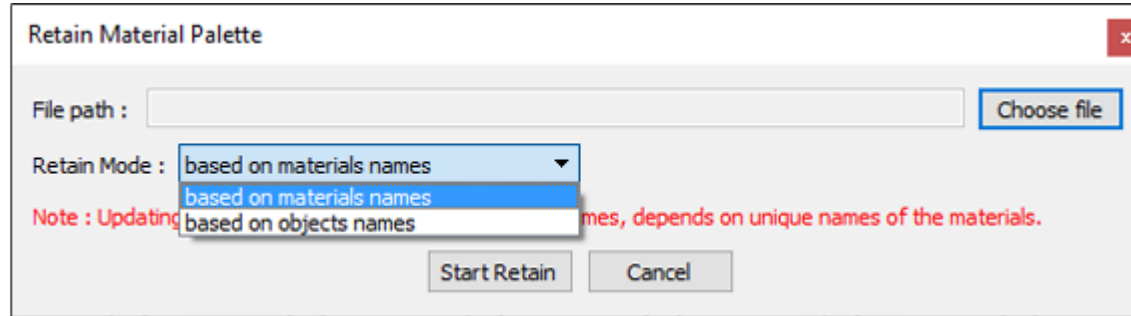 Retain Material Palette
x
File path :
Choose file
Retain Mode : based on materials names
based on materials names
based on objects names
Note : Updating mes, depends on unique names of the materials.
Start Retain Cancel